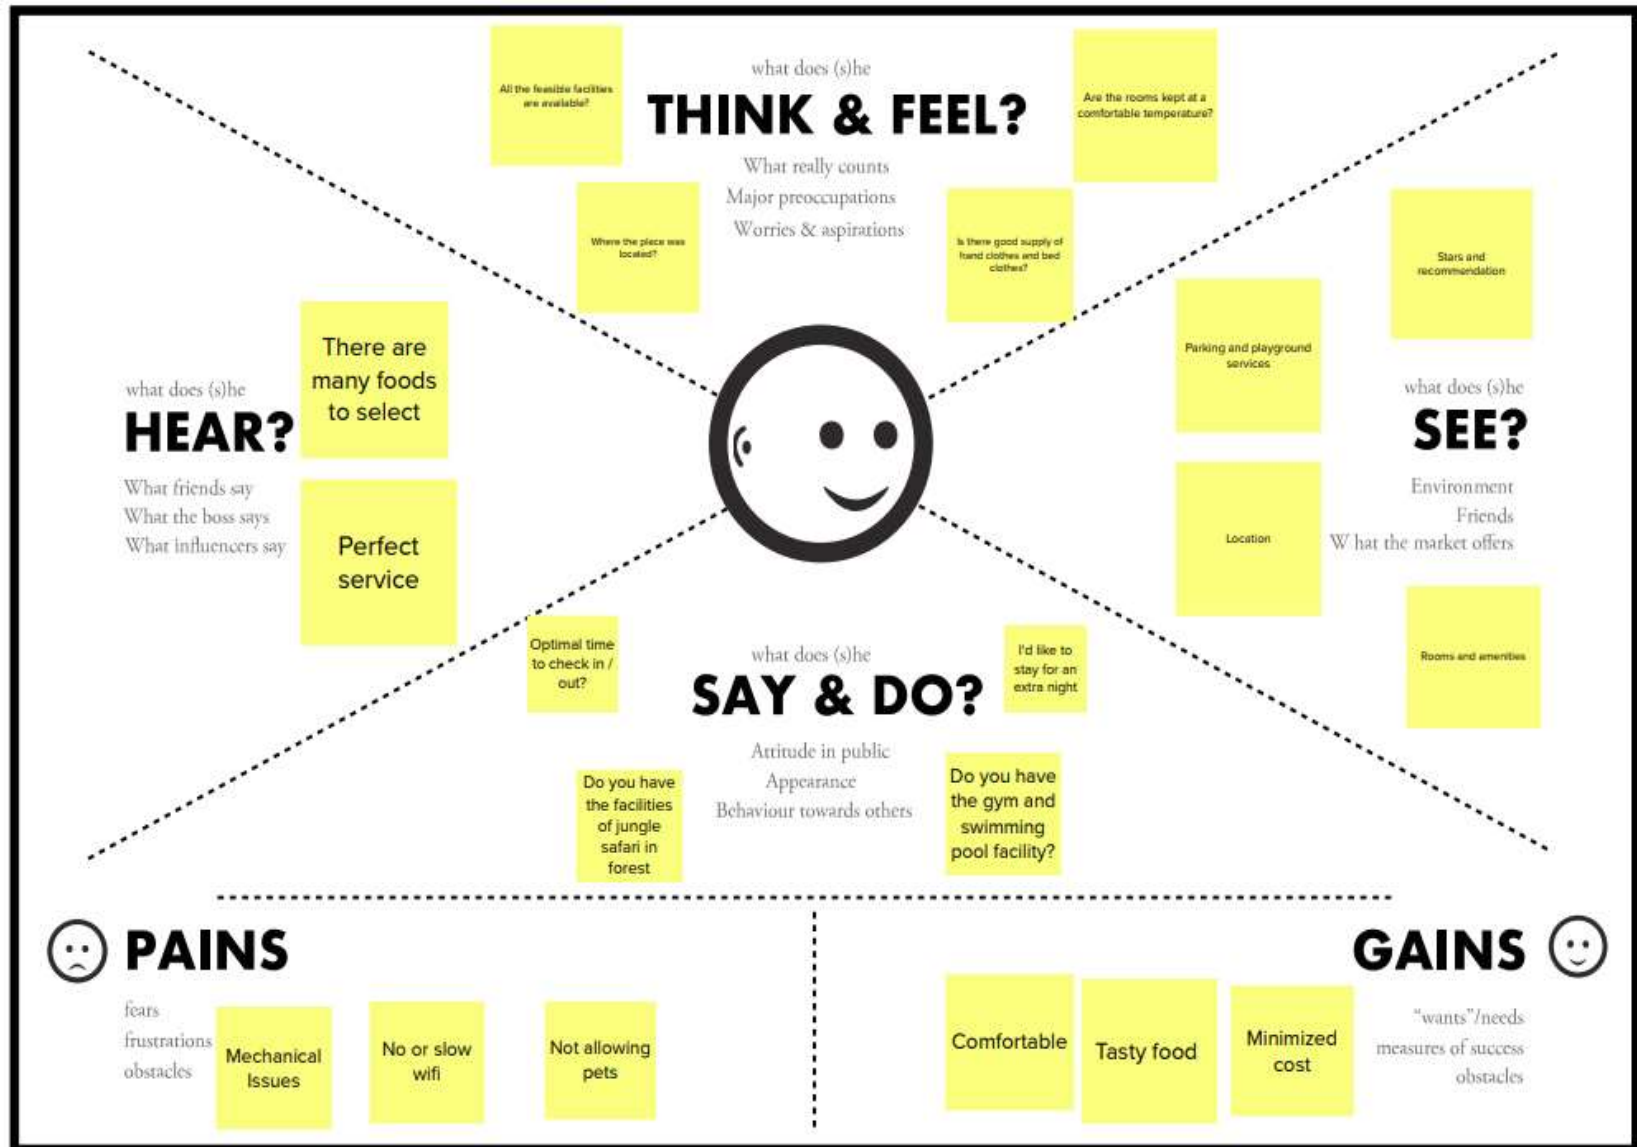 All the feasible facilities
are available?
what does (s)he
THINK & FEEL?
What really counts
Major preoccupations
Worries & aspirations
Are the rooms kept at a
comfortable temperature?
Where the place was
located?
Is there good supply of
hand clothes and bed
clothes?
what does (s)he
HEAR?
What friends say
What the boss says
What influencers say
There are
many foods
to select
Perfect
service
Stars and
recommendation
Parking and playground
services
what does (s)he
SEE?
Environment
Friends
W hat the market offers
Location
Rooms and amenities
Optimal time
to check in /
out?
what does (s)he
SAY & DO?
Attitude in public
Appearance
Behaviour towards others
I'd like to
stay for an
extra night
Do you have
the facilities
of jungle
safari in
forest
Do you have
the gym and
swimming
pool facility?
PAINS
fears
frustrations
obstacles
Mechanical
Issues
No or slow
wifi
Not allowing
pets
GAINS
"wants"/needs
measures of success
obstacles
Comfortable
Tasty food
Minimized
cost